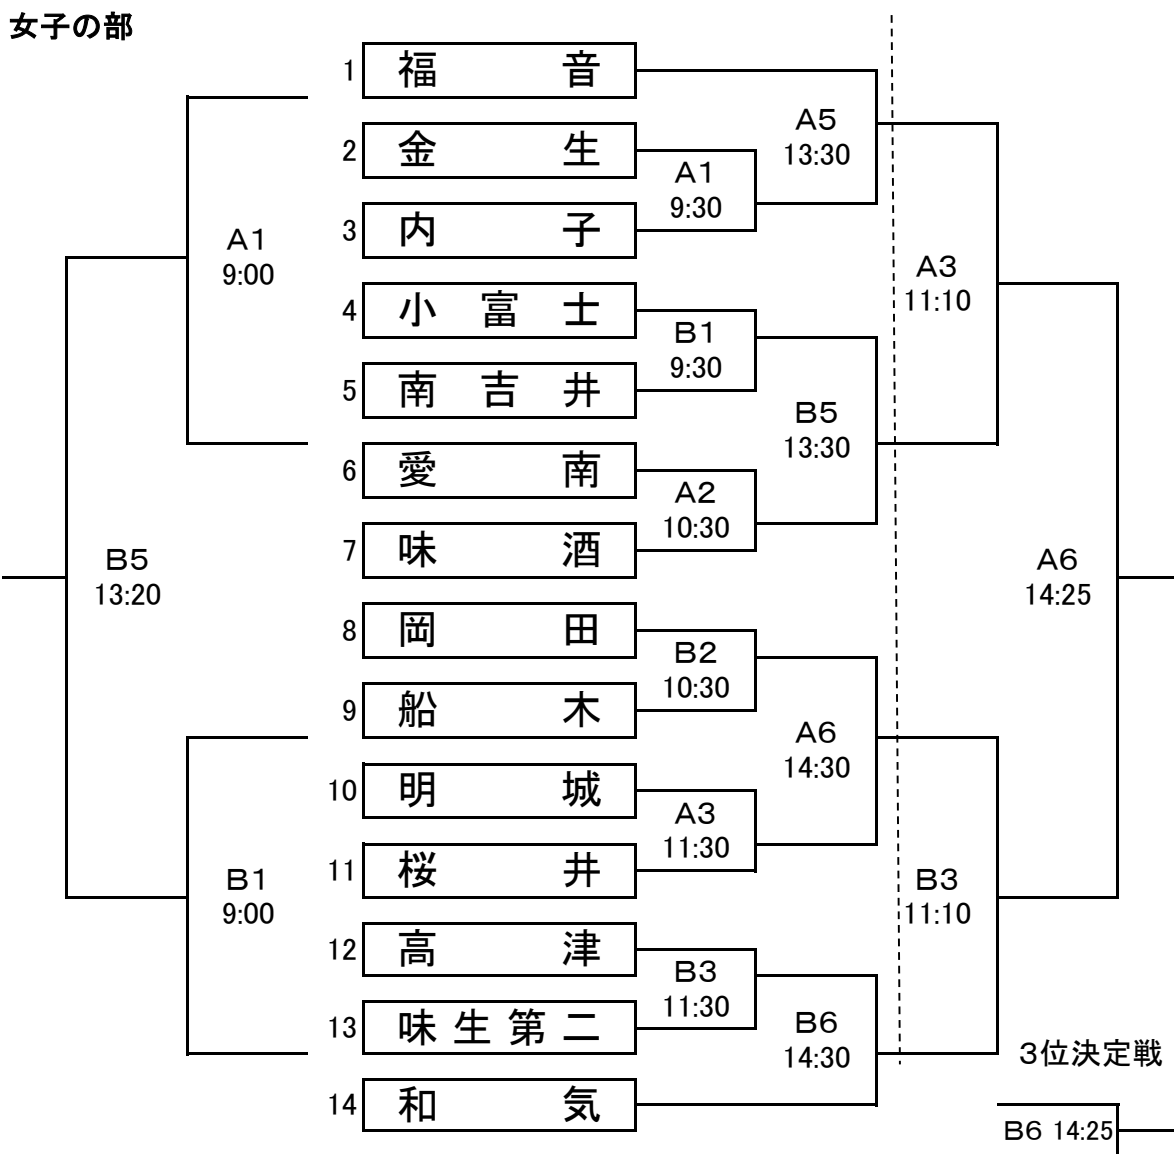 女子の部
1 福音
2 金生
3 内子
4 小富士
5 南吉井
6 愛南
7 味酒
8 岡田
9 船木
10 明城
11 桜井
12 高津
13 味生第二
14 和気
A1
9:00
B1
9:00
B5
13:20
A1
9:30
B1
9:30
A2
10:30
B2
10:30
A3
11:30
B3
11:30
A5
13:30
B5
13:30
A6
14:30
B6
14:30
A3
11:10
B3
11:10
A6
14:25
3位決定戦
B6 14:25